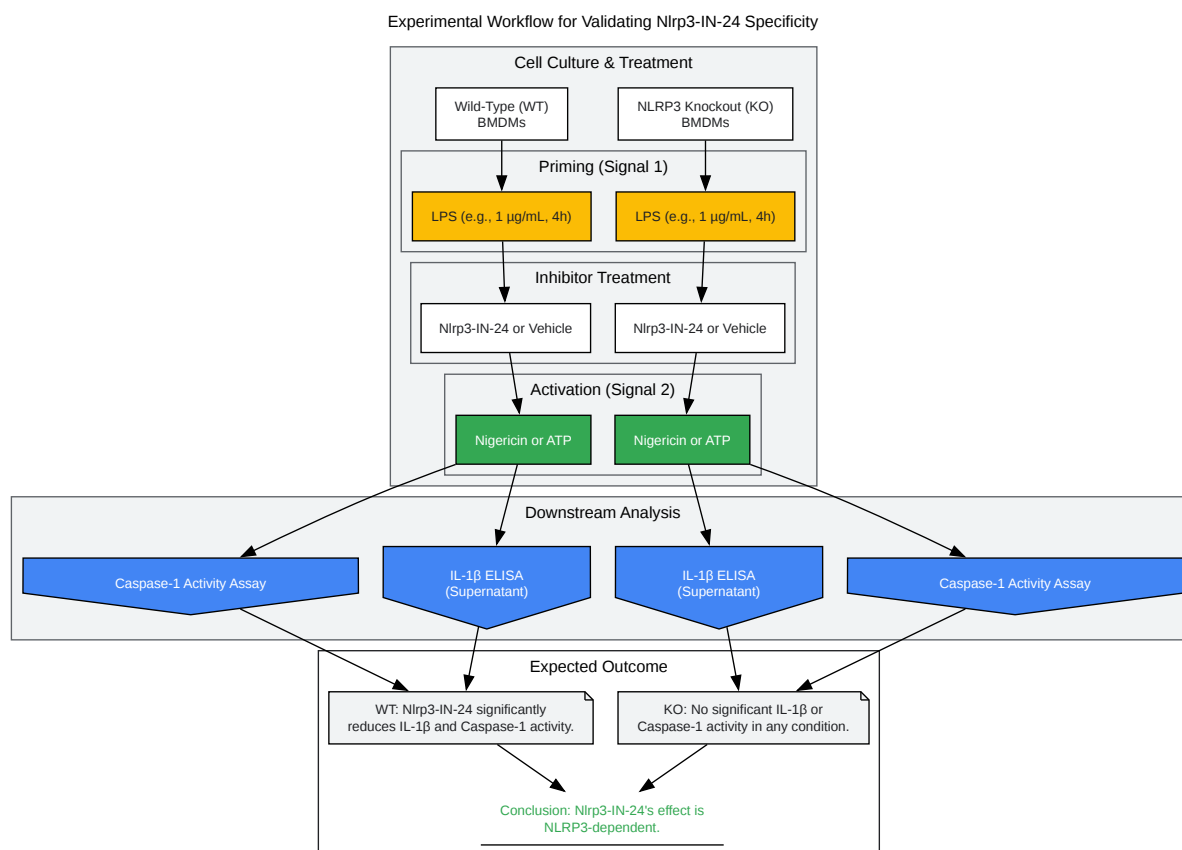 Experimental Workflow for Validating Nlrp3-IN-24 Specificity
Cell Culture & Treatment
Wild-Type (WT)
BMDMs
NLRP3 Knockout (KO)
BMDMs
Priming (Signal 1)
LPS (e.g., 1 µg/mL, 4h)
LPS (e.g., 1 µg/mL, 4h)
Inhibitor Treatment
Nlrp3-IN-24 or Vehicle
Nlrp3-IN-24 or Vehicle
Activation (Signal 2)
Nigericin or ATP
Nigericin or ATP
Downstream Analysis
Caspase-1 Activity Assay
IL-1β ELISA
(Supernatant)
IL-1β ELISA
(Supernatant)
Caspase-1 Activity Assay
Expected Outcome
WT: Nlrp3-IN-24 significantly
reduces IL-1β and Caspase-1 activity.
KO: No significant IL-1β or
Caspase-1 activity in any condition.
Conclusion: Nlrp3-IN-24's effect is
NLRP3-dependent.